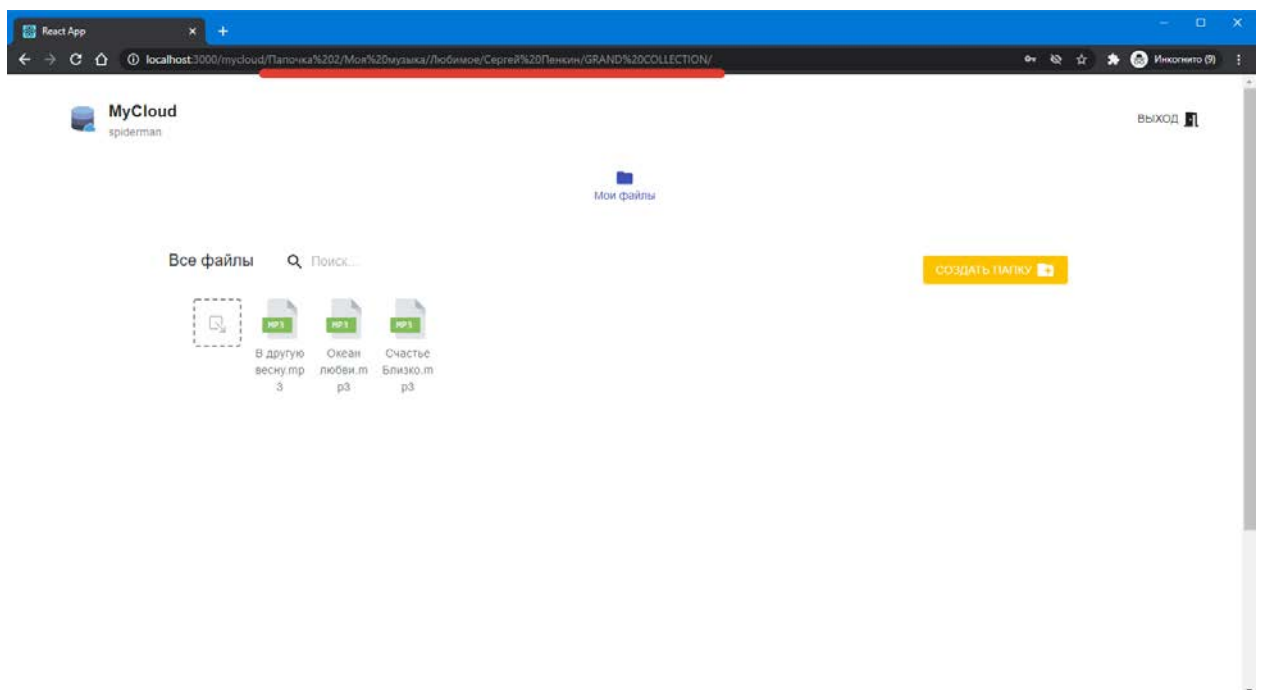 React App
localhost:3000/mycloud/Папочка%202/Моя%20музыка//Любимое/Сергей%20Пенкин/GRAND%20COLLECTION/
Инкогнито (9)
MyCloud
spiderman
ВЫХОД
Мои файлы
Все файлы
Поиск...
СОЗДАТЬ ПАПКУ
MP3 MP3 MP3
В другую Океан Счастье
весну.mp любви.m Близко.m
3 p3 p3